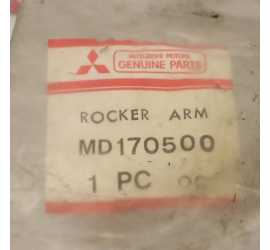 MITSUBISHI MOTORS
GENUINE PARTS
ROCKER ARM
MD170500
1 PC